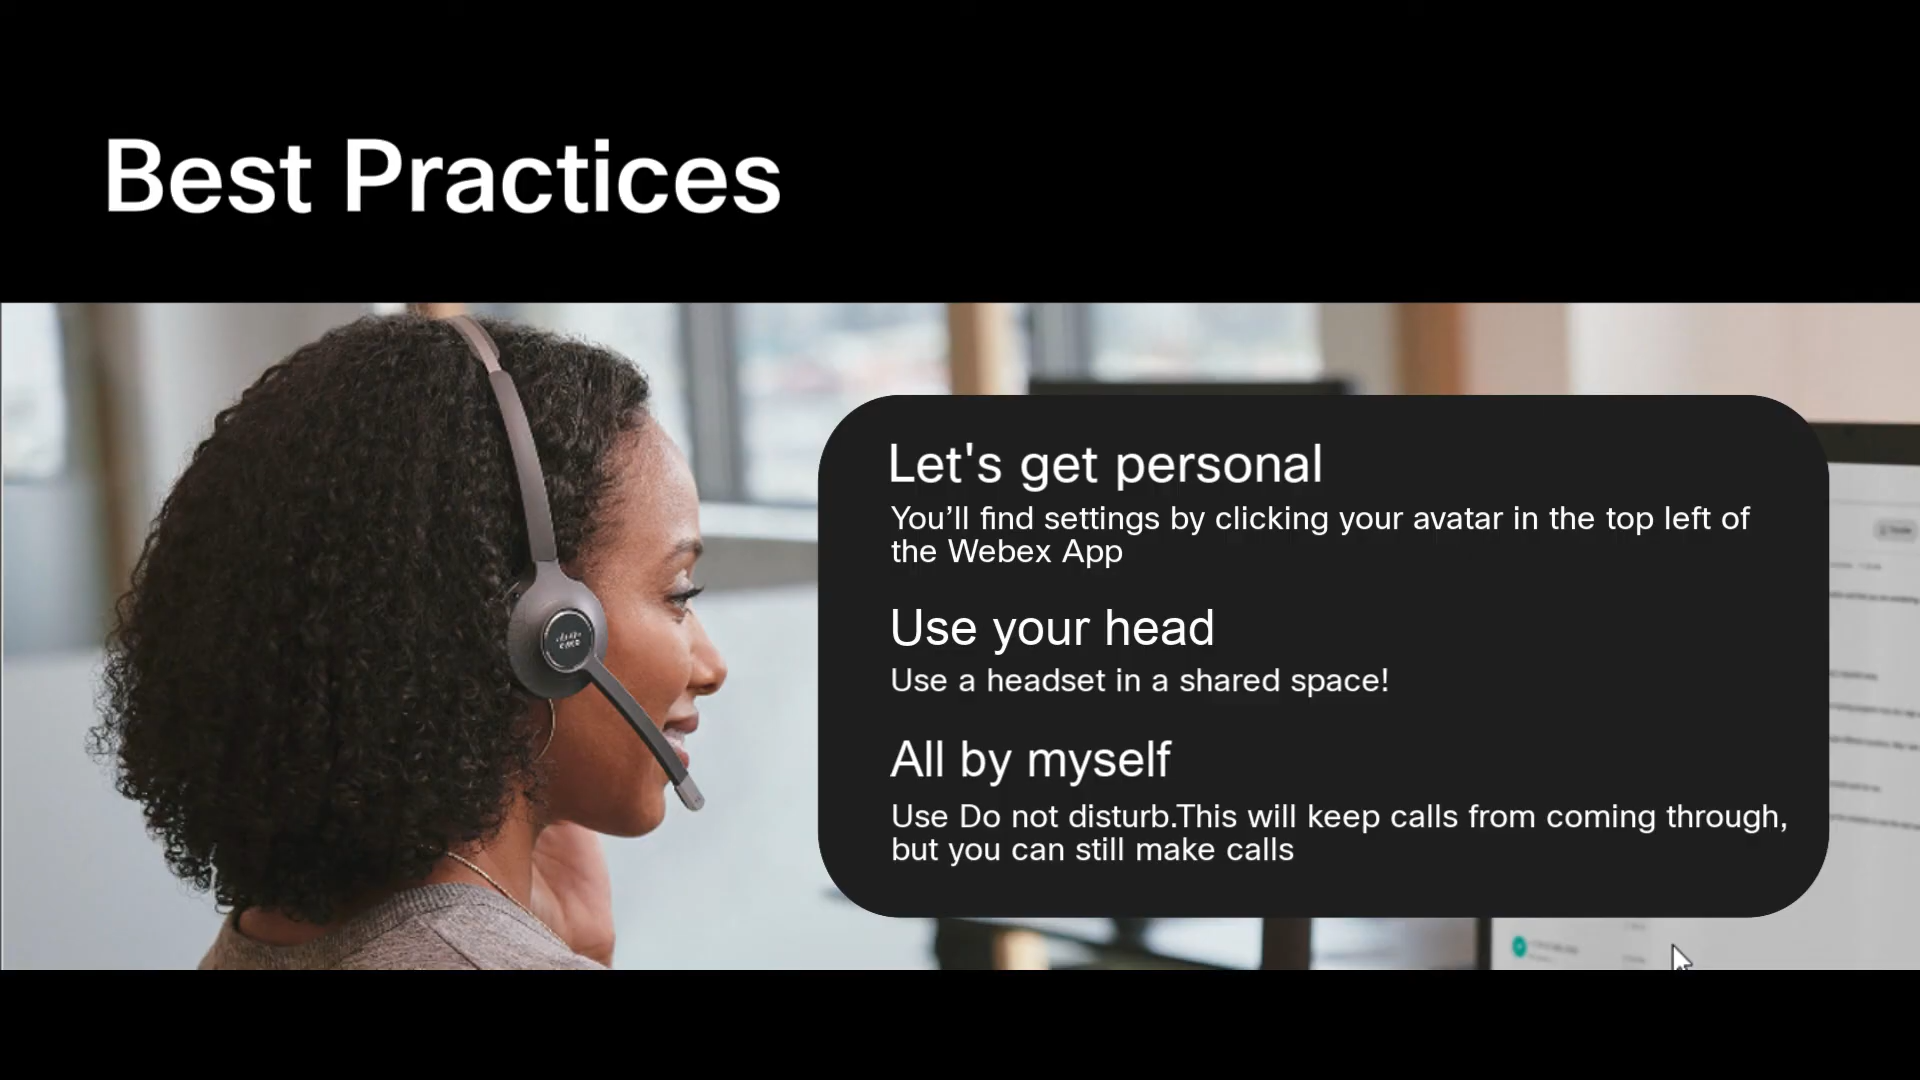 Best Practices
Let's get personal
You’ll find settings by clicking your avatar in the top left of
the Webex App
Use your head
Use a headset in a shared space!
All by myself
Use Do not disturb.This will keep calls from coming through,
but you can still make calls